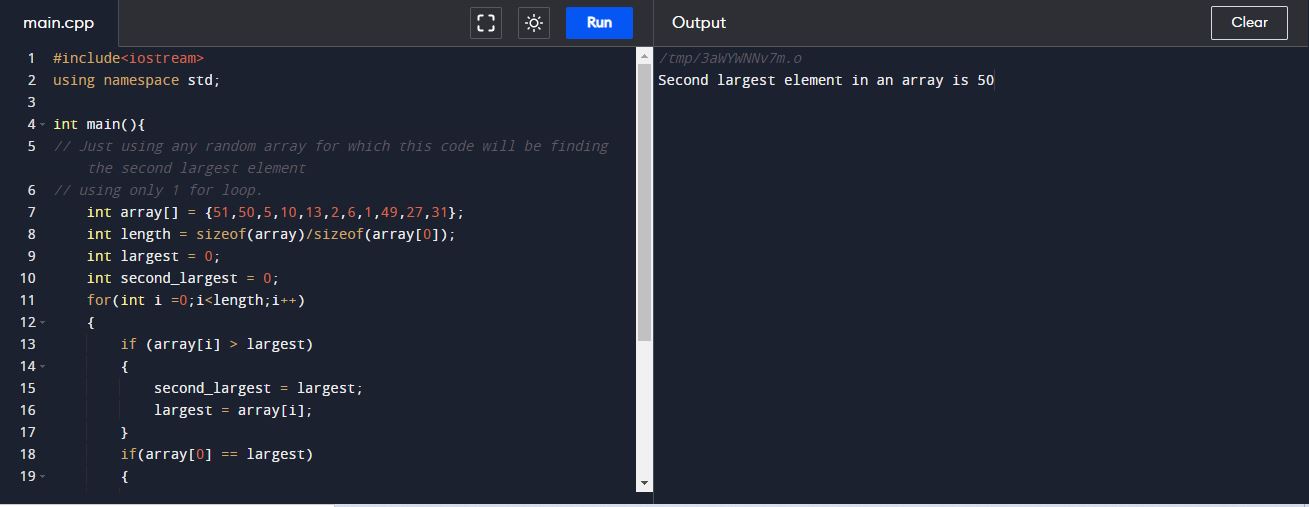 main.cpp
Run
Output
Clear
1 #include<iostream>
2 using namespace std;
3
4 int main(){
5 // Just using any random array for which this code will be finding
the second largest element
6 // using only 1 for loop.
7 int array[] = {51,50,5,10,13,2,6,1,49,27,31};
8 int length = sizeof(array)/sizeof(array[0]);
9 int largest = 0;
10 int second_largest = 0;
11 for(int i =0;i<length;i++)
12 {
13 if (array[i] > largest)
14 {
15 second_largest = largest;
16 largest = array[i];
17 }
18 if(array[0] == largest)
19 {
/tmp/3aWYWNNv7m.o
Second largest element in an array is 50